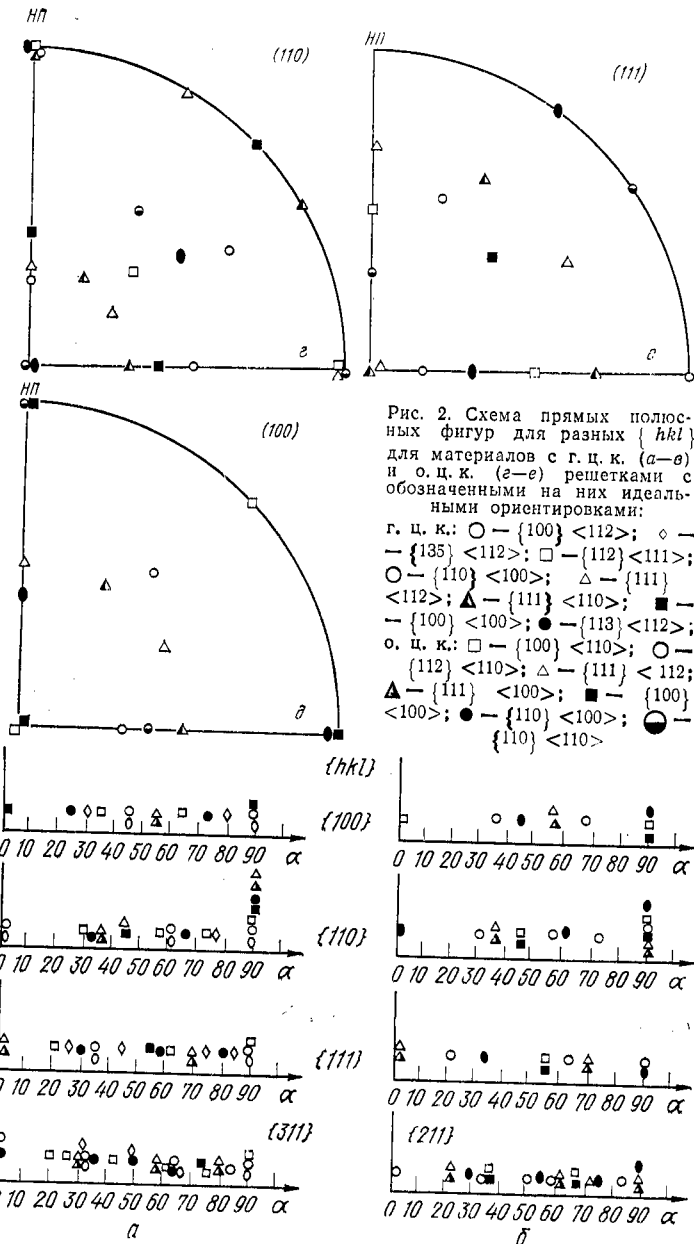 НП
(110)
г
НП
(111)
е
НП
(100)
д
Рис. 2. Схема прямых полюс-
ных фигур для разных { hkl }
для материалов с г. ц. к. (а—в)
и о. ц. к. (г—е) решетками с
обозначенными на них идеаль-
ными ориентировками:
г. ц. к.: ○ — {100} <112>; ◇ —
— {135} <112>; □ — {112} <111>;
○ — {110} <100>; △ — {111}
<112>; — {111} <110>; ■ —
— {100} <100>; ● — {113} <112>;
о. ц. к.: □ — {100} <110>; ○ —
{112} <110>; △ — {111} < 112;
— {111} <100>; ■ — {100}
<100>; ● — {110} <100>; —
{110} <110>
{hkl}
0 10 20 30 40 50 60 70 80 90 α
{100}
0 10 20 30 40 50 60 70 80 90 α
0 10 20 30 40 50 60 70 80 90 α
{110}
0 10 20 30 40 50 60 70 80 90 α
0 10 20 30 40 50 60 70 80 90 α
{111}
0 10 20 30 40 50 60 70 80 90 α
{311}
10 20 30 40 50 60 70 80 90 α
а
{211}
0 10 20 30 40 50 60 70 80 90 α
б